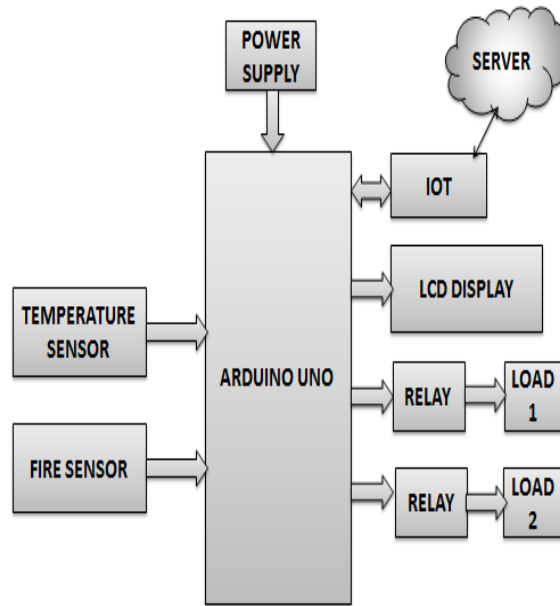 POWER
SUPPLY
SERVER
IOT
LCD DISPLAY
TEMPERATURE
SENSOR
ARDUINO UNO
RELAY
LOAD
1
FIRE SENSOR
RELAY
LOAD
2